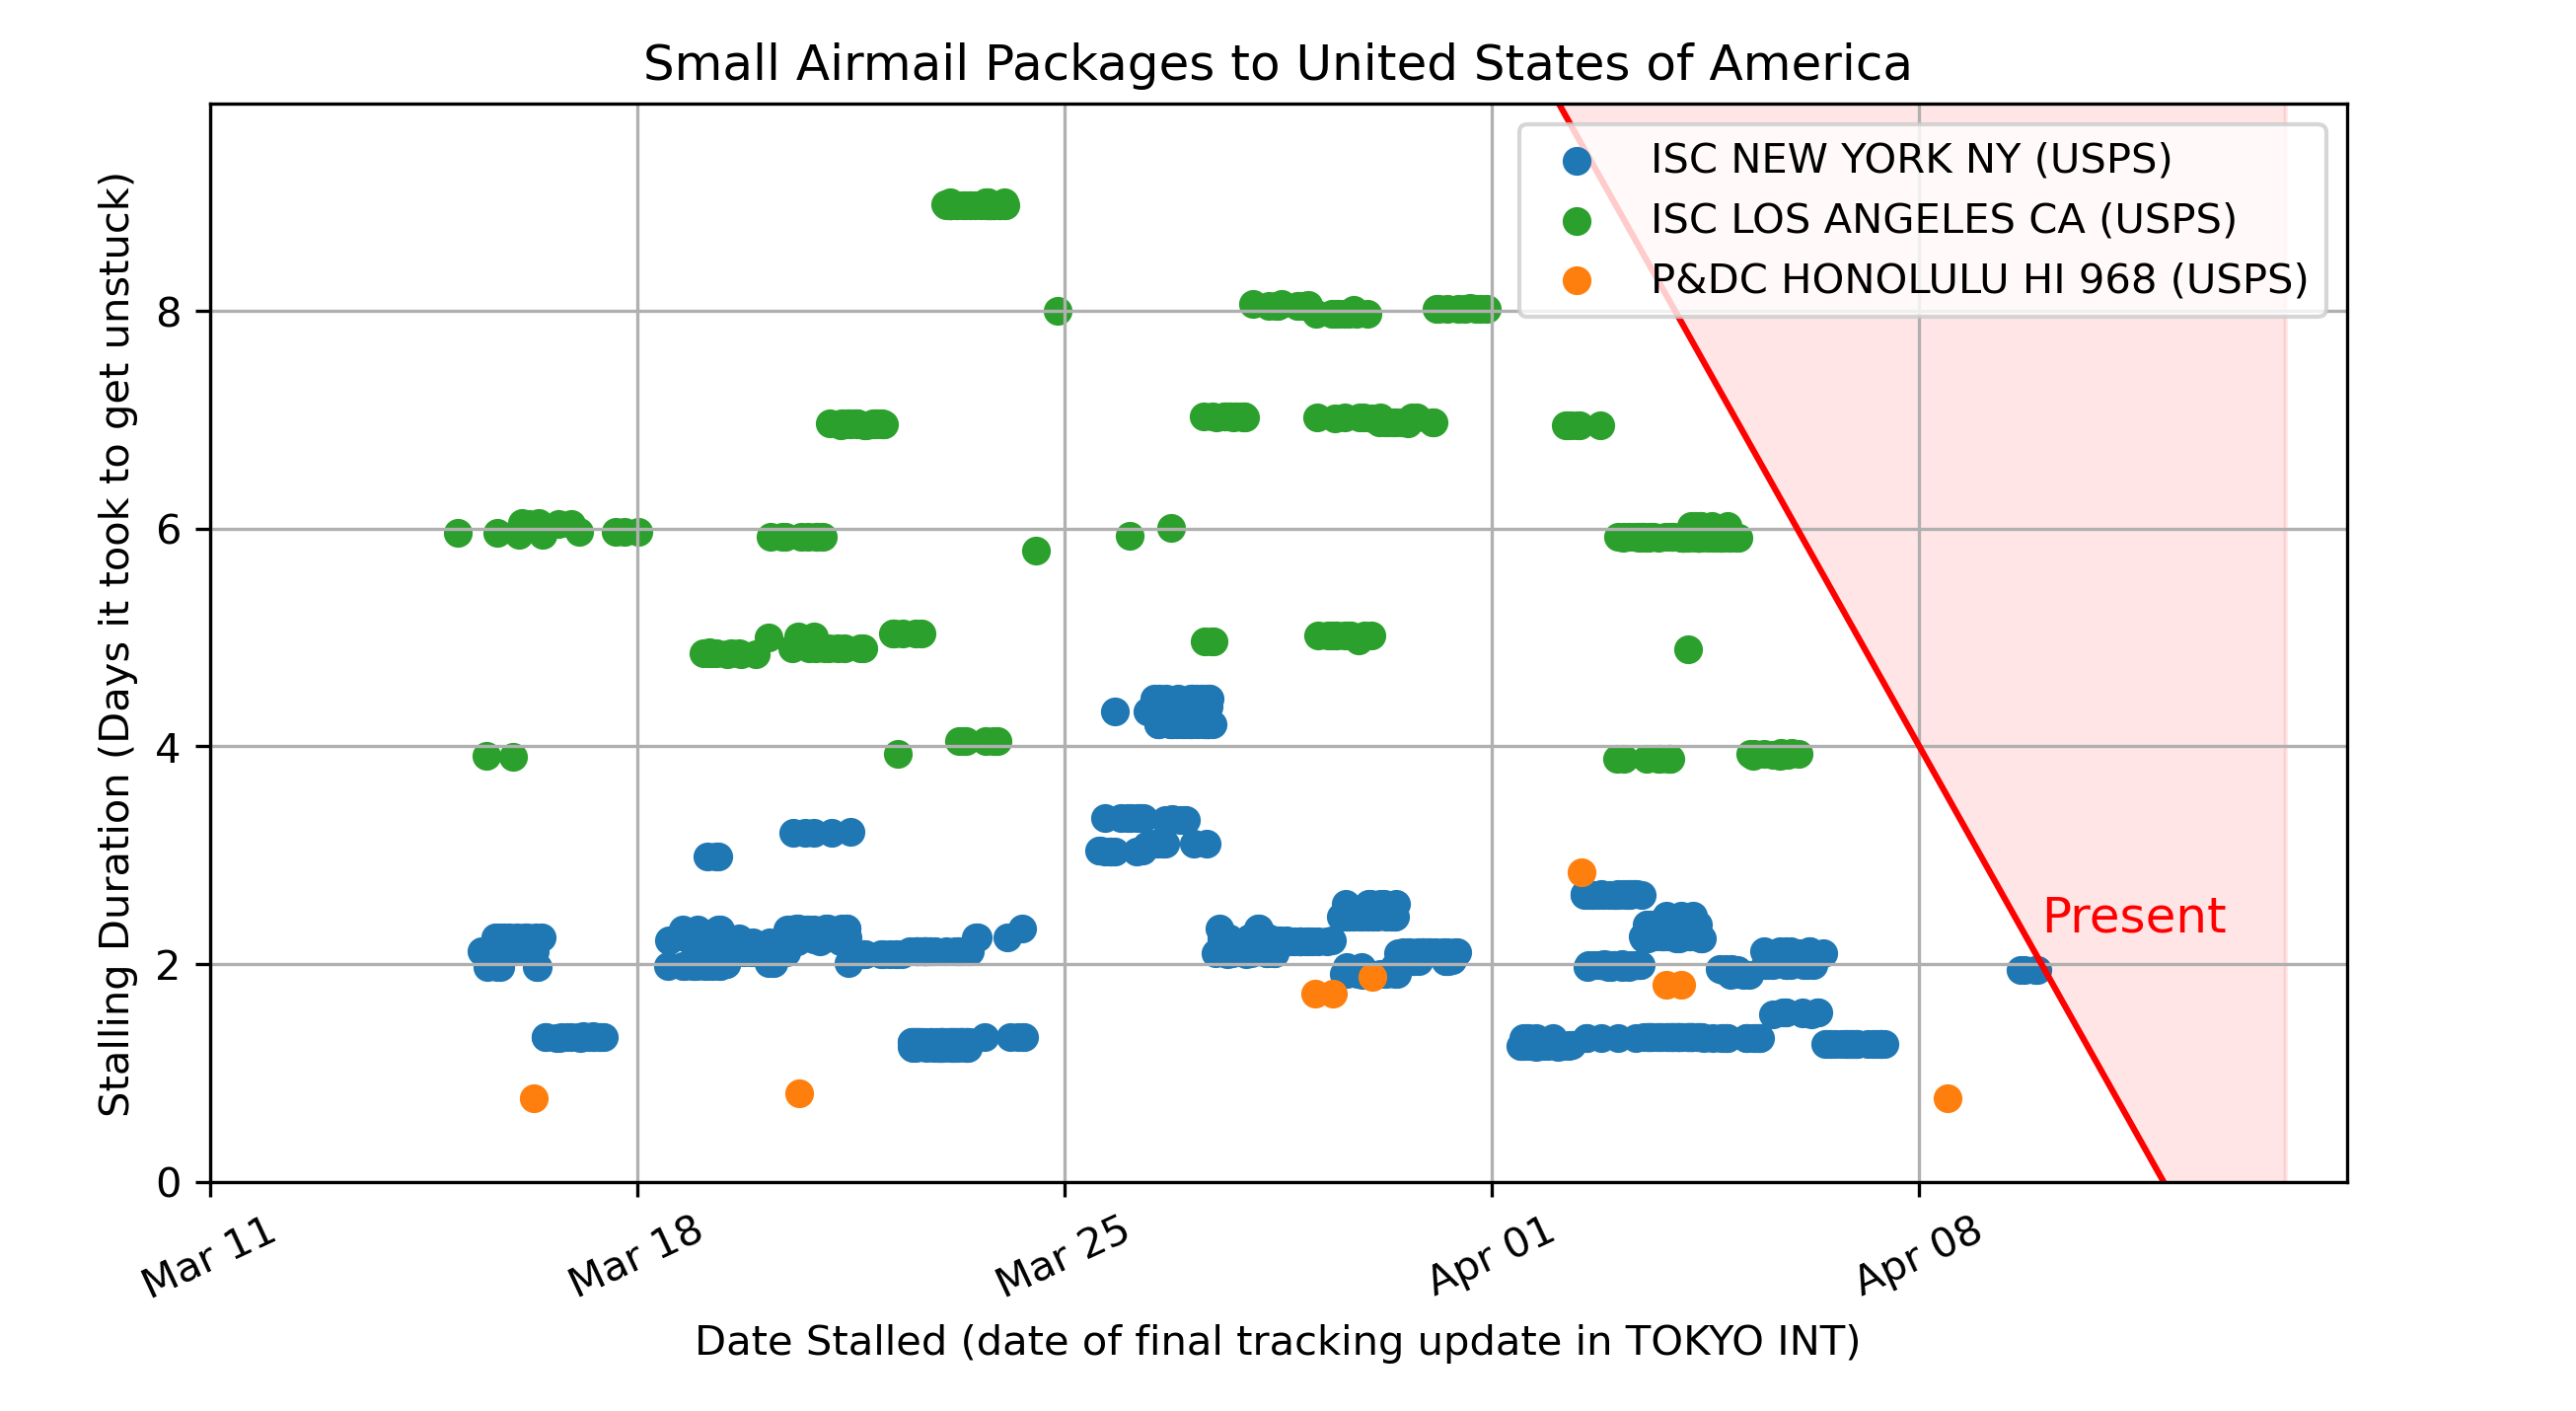 Small Airmail Packages to United States of America
ISC NEW YORK NY (USPS)
ISC LOS ANGELES CA (USPS)
P&DC HONOLULU HI 968 (USPS)
Present
Stalling Duration (Days it took to get unstuck)
8
6
4
2
0
Mar 11
Mar 18
Mar 25
Apr 01
Apr 08
Date Stalled (date of final tracking update in TOKYO INT)